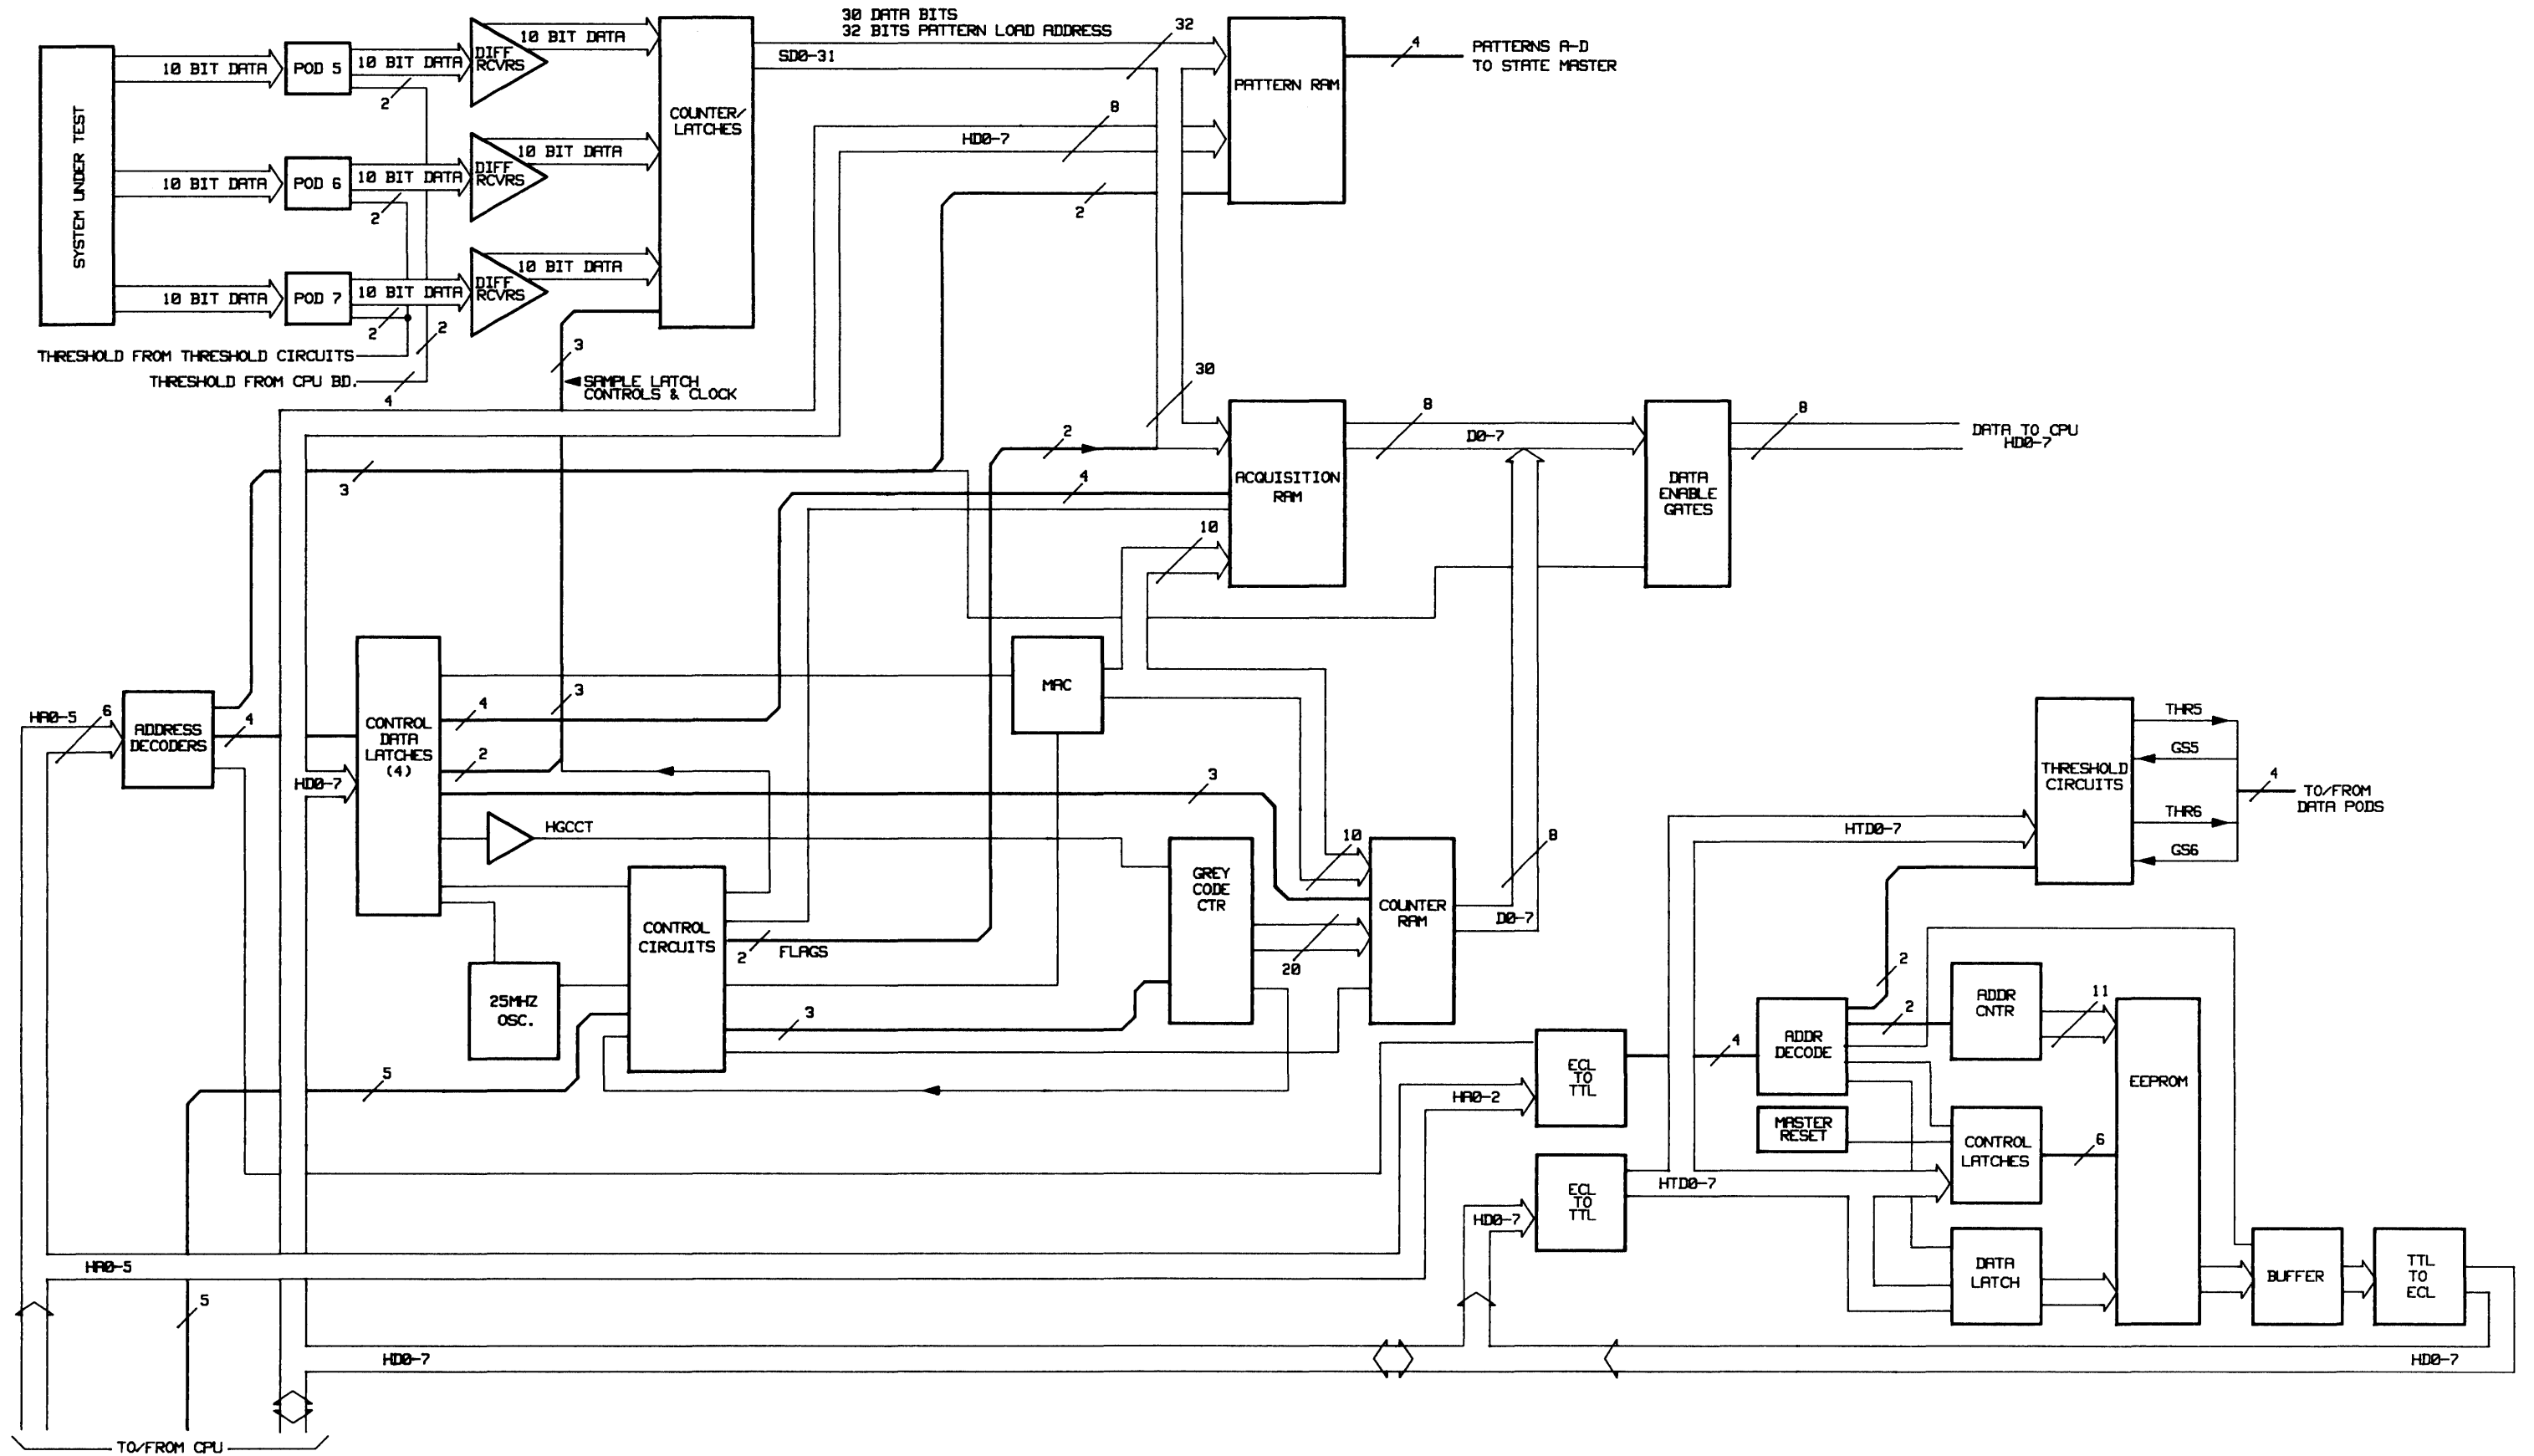 30 DATA BITS
32 BITS PATTERN LOAD ADDRESS
SD0-31
32
SYSTEM UNDER TEST
10 BIT DATA
POD 5
10 BIT DATA
2
DIFF
RCVRS
10 BIT DATA
10 BIT DATA
POD 6
10 BIT DATA
2
DIFF
RCVRS
10 BIT DATA
10 BIT DATA
POD 7
10 BIT DATA
2
DIFF
RCVRS
10 BIT DATA
COUNTER/
LATCHES
HD0-7
8
2
PATTERN RAM
4
PATTERNS A-D
TO STATE MASTER
2
THRESHOLD FROM THRESHOLD CIRCUITS
THRESHOLD FROM CPU BD.
4
3
SAMPLE LATCH
CONTROLS & CLOCK
30
2
3
4
10
ACQUISITION
RAM
8
D0-7
DATA
ENABLE
GATES
8
DATA TO CPU
HD0-7
HA0-5
6
ADDRESS
DECODERS
4
HD0-7
CONTROL
DATA
LATCHES
(4)
4
3
2
MAC
3
HGCCT
GREY
CODE
CTR
10
COUNTER
RAM
20
8
D0-7
CONTROL
CIRCUITS
2
FLAGS
25MHZ
OSC.
3
5
THRESHOLD
CIRCUITS
THR5
GS5
THR6
GS6
4
TO/FROM
DATA PODS
HTD0-7
2
ECL
TO
TTL
HA0-2
4
ADDR
DECODE
2
ADDR
CNTR
11
EEPROM
MASTER
RESET
CONTROL
LATCHES
6
ECL
TO
TTL
HD0-7
HTD0-7
DATA
LATCH
BUFFER
TTL
TO
ECL
HA0-5
5
HD0-7
HD0-7
TO/FROM CPU